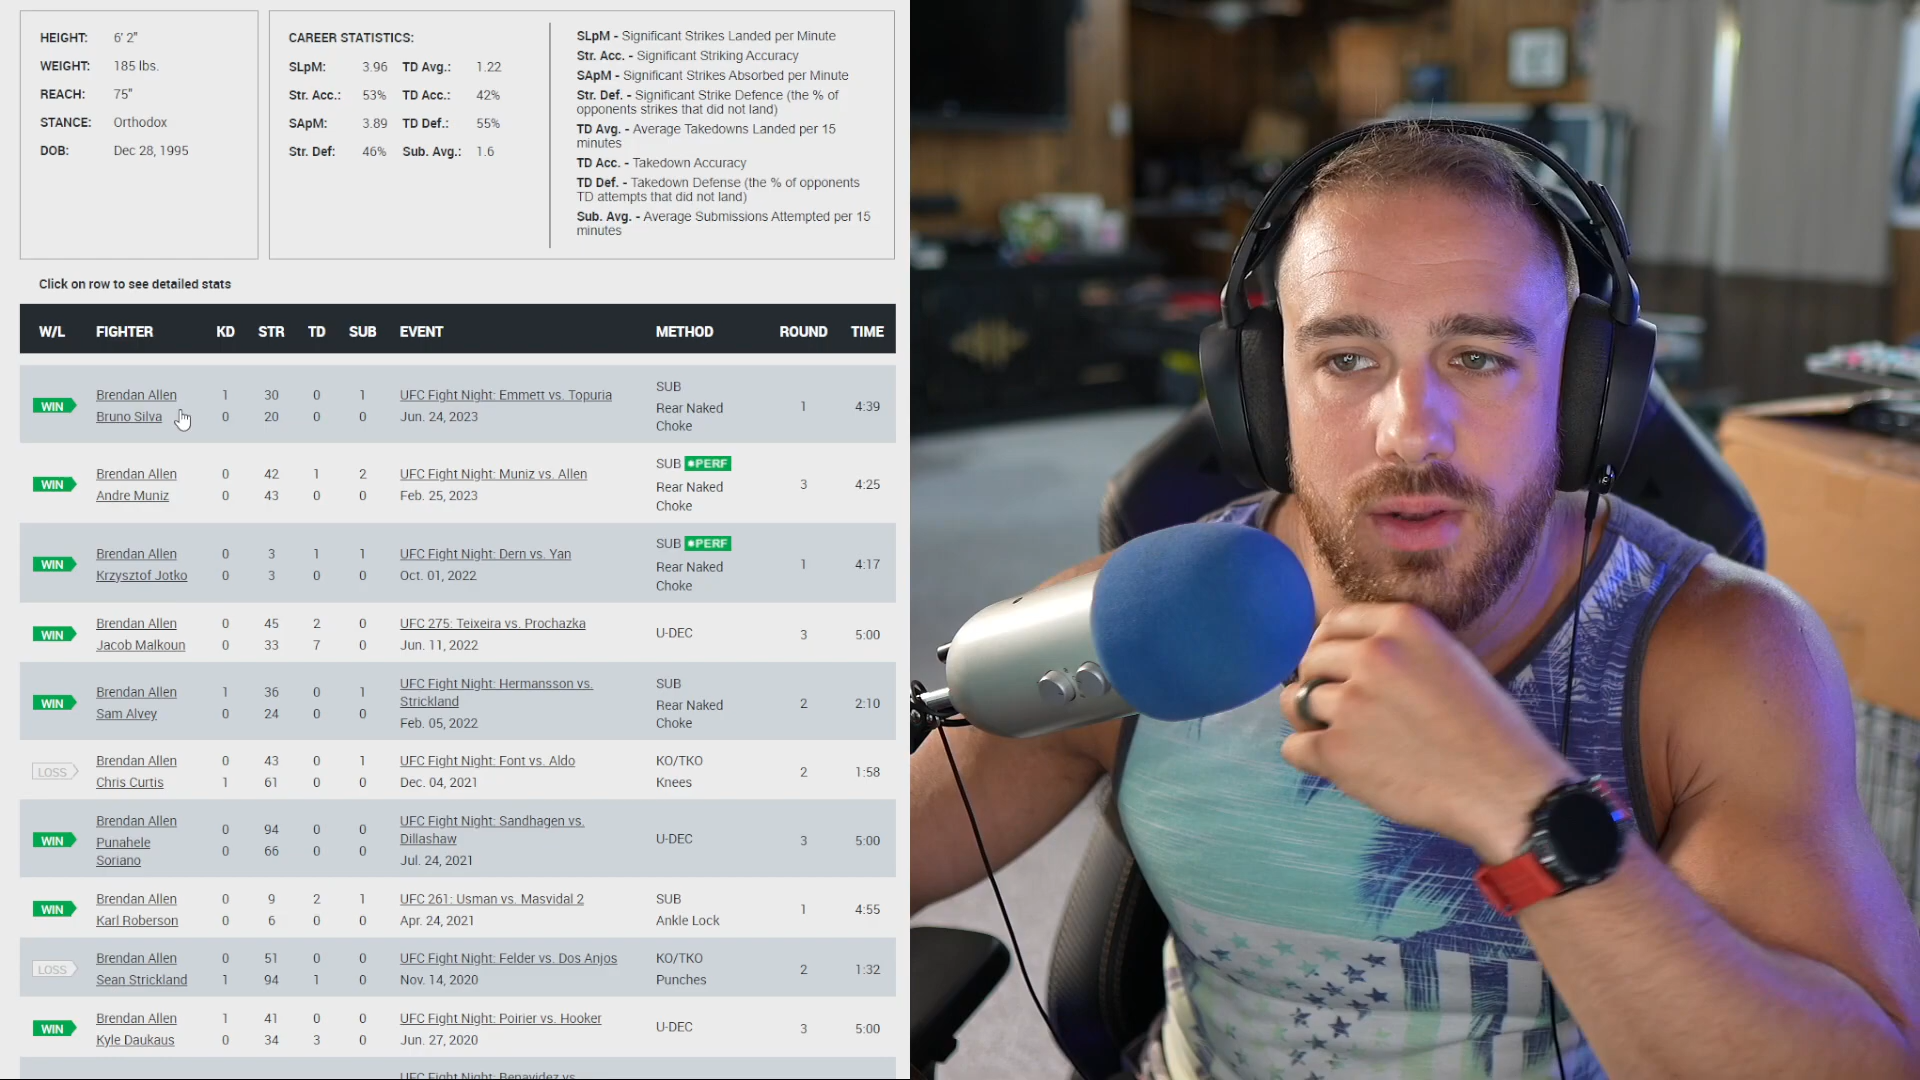 HEIGHT: 6' 2"
WEIGHT: 185 lbs.
REACH: 75"
STANCE: Orthodox
DOB: Dec 28, 1995
CAREER STATISTICS:
SLpM: 3.96 TD Avg.: 1.22
Str. Acc.: 53% TD Acc.: 42%
SApM: 3.89 TD Def.: 55%
Str. Def: 46% Sub. Avg.: 1.6
SLpM - Significant Strikes Landed per Minute
Str. Acc. - Significant Striking Accuracy
SApM - Significant Strikes Absorbed per Minute
Str. Def. - Significant Strike Defence (the % of
opponents strikes that did not land)
TD Avg. - Average Takedowns Landed per 15
minutes
TD Acc. - Takedown Accuracy
TD Def. - Takedown Defense (the % of opponents
TD attempts that did not land)
Sub. Avg. - Average Submissions Attempted per 15
minutes
Click on row to see detailed stats
W/L FIGHTER KD STR TD SUB EVENT METHOD ROUND TIME
WIN Brendan Allen 1 30 0 1 UFC Fight Night: Emmett vs. Topuria SUB 1 4:39
Bruno Silva 0 20 0 0 Jun. 24, 2023 Rear Naked
Choke
WIN Brendan Allen 0 42 1 2 UFC Fight Night: Muniz vs. Allen SUB PERF 3 4:25
Andre Muniz 0 43 0 0 Feb. 25, 2023 Rear Naked
Choke
WIN Brendan Allen 0 3 1 1 UFC Fight Night: Dern vs. Yan SUB PERF 1 4:17
Krzysztof Jotko 0 3 0 0 Oct. 01, 2022 Rear Naked
Choke
WIN Brendan Allen 0 45 2 0 UFC 275: Teixeira vs. Prochazka U-DEC 3 5:00
Jacob Malkoun 0 33 7 0 Jun. 11, 2022
WIN Brendan Allen 1 36 0 1 UFC Fight Night: Hermansson vs. SUB 2 2:10
Sam Alvey 0 24 0 0 Strickland Rear Naked
Feb. 05, 2022 Choke
LOSS Brendan Allen 0 43 0 1 UFC Fight Night: Font vs. Aldo KO/TKO 2 1:58
Chris Curtis 1 61 0 0 Dec. 04, 2021 Knees
WIN Brendan Allen 0 94 0 0 UFC Fight Night: Sandhagen vs. U-DEC 3 5:00
Punahele 0 66 0 0 Dillashaw
Soriano Jul. 24, 2021
WIN Brendan Allen 0 9 2 1 UFC 261: Usman vs. Masvidal 2 SUB 1 4:55
Karl Roberson 0 6 0 0 Apr. 24, 2021 Ankle Lock
LOSS Brendan Allen 0 51 0 0 UFC Fight Night: Felder vs. Dos Anjos KO/TKO 2 1:32
Sean Strickland 1 94 1 0 Nov. 14, 2020 Punches
WIN Brendan Allen 1 41 0 0 UFC Fight Night: Poirier vs. Hooker U-DEC 3 5:00
Kyle Daukaus 0 34 3 0 Jun. 27, 2020
UFC Fight Night: Benavidez vs.